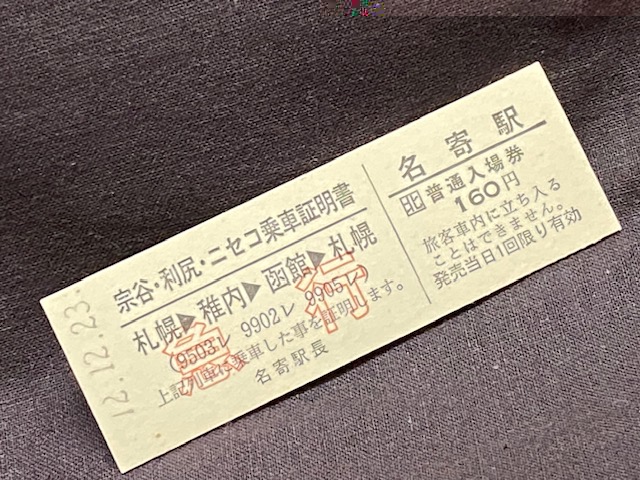 12.12.23
宗谷・利尻・ニセコ乗車証明書
札幌▶稚内▶函館▶札幌
(9503レ 9902レ 9905レ)
上記列車に乗車した事を証明します。
名寄駅長
急行
名寄駅
普通入場券
160円
旅客車内に立ち入る
ことはできません。
発売当日1回限り有効